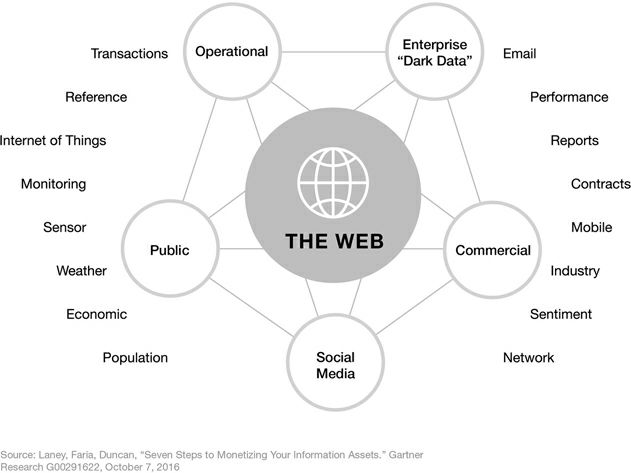 Operational
Enterprise
“Dark Data”
Transactions
Email
Reference
Performance
Internet of Things
Reports
Monitoring
Contracts
Sensor
Mobile
THE WEB
Public
Commercial
Weather
Industry
Economic
Sentiment
Population
Network
Social
Media
Source: Laney, Faria, Duncan, “Seven Steps to Monetizing Your Information Assets.” Gartner
Research G00291622, October 7, 2016